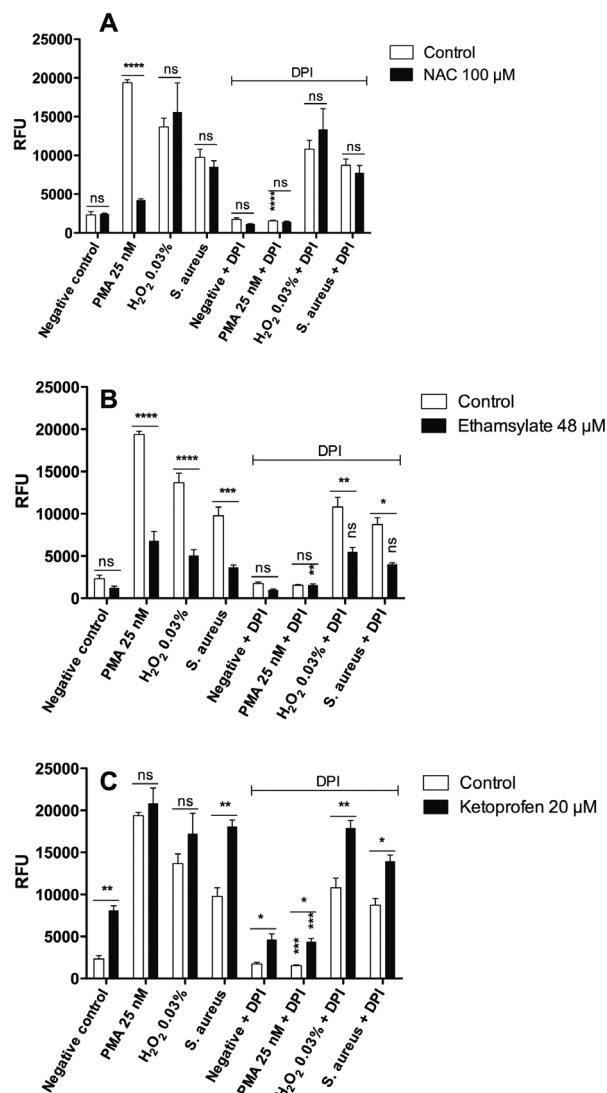 A
Control
NAC 100 µM
DPI
RFU
25000
20000
15000
10000
5000
0
ns
****
ns
ns
ns
****
ns
ns
ns
Negative control
PMA 25 nM
H₂O₂ 0.03%
S. aureus
Negative + DPI
PMA 25 nM + DPI
H₂O₂ 0.03% + DPI
S. aureus + DPI
B
Control
Ethamsylate 48 µM
DPI
RFU
25000
20000
15000
10000
5000
0
ns
****
****
***
ns
ns
**
**
ns
*
ns
Negative control
PMA 25 nM
H₂O₂ 0.03%
S. aureus
Negative + DPI
PMA 25 nM + DPI
H₂O₂ 0.03% + DPI
S. aureus + DPI
C
Control
Ketoprofen 20 µM
DPI
RFU
25000
20000
15000
10000
5000
0
**
ns
ns
**
*
*
***
***
**
*
Negative control
PMA 25 nM
H₂O₂ 0.03%
S. aureus
Negative + DPI
PMA 25 nM + DPI
H₂O₂ 0.03% + DPI
S. aureus + DPI